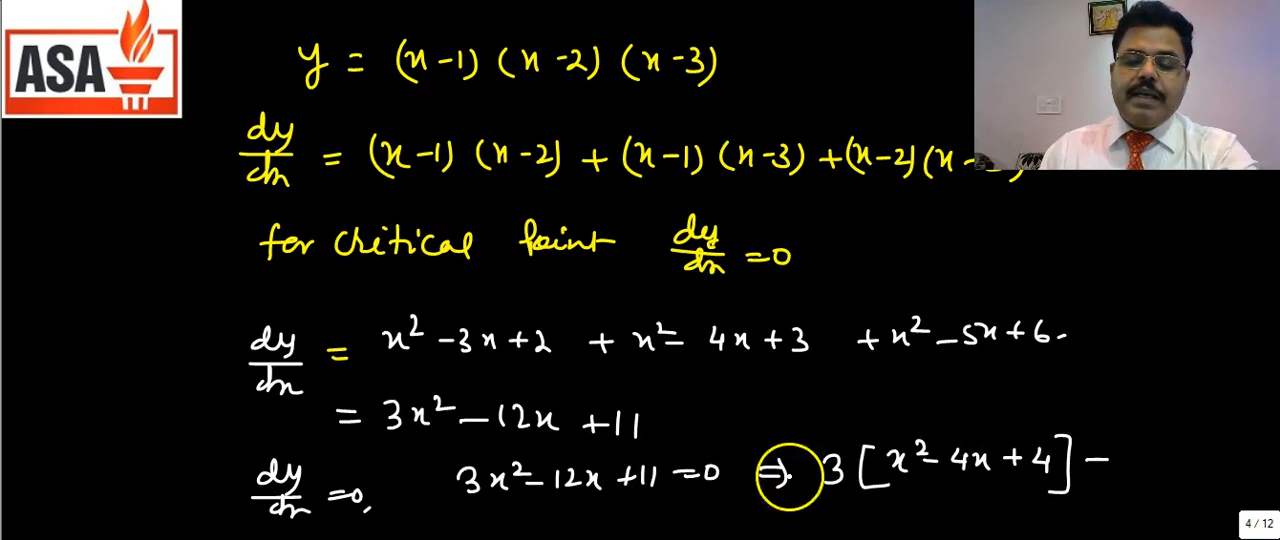 ASA
y = (x-1) (x-2) (x-3)
dy/dx = (x-1) (x-2) + (x-1) (x-3) + (x-2) (x-
for critical point dy/dx = 0
dy/dx = x² - 3x + 2 + x² - 4x + 3 + x² - 5x + 6.
= 3x² - 12x + 11
dy/dx = 0, 3x² - 12x + 11 = 0 ⇒ 3 [x² - 4x + 4] -
4 / 12